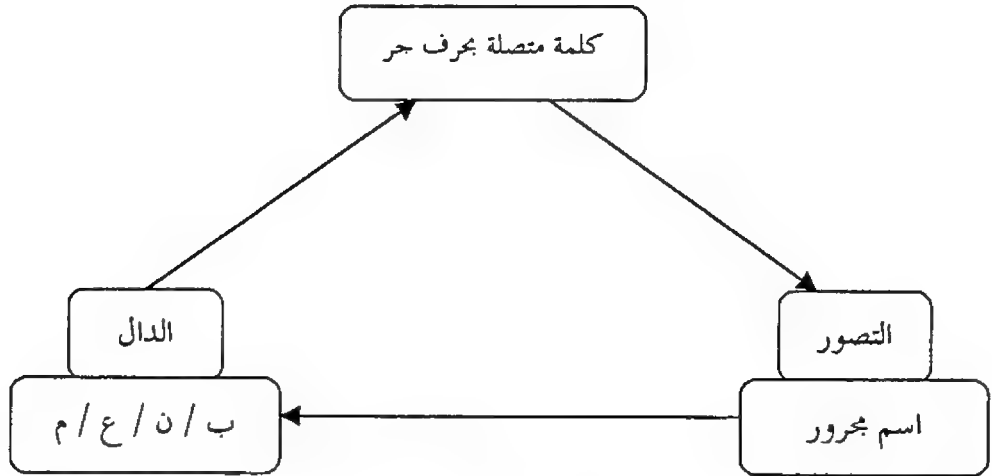 كلمة متصلة بحرف جر
التصور
الدال
اسم مجرور
ب / ن / ع / م